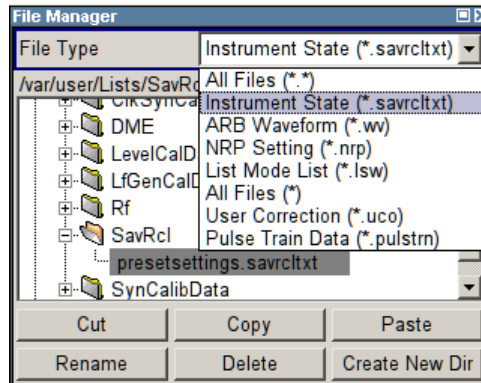 File Manager
File Type
Instrument State (*.savrcltxt)
/var/user/Lists/SavRc
All Files (*.*)
Instrument State (*.savrcltxt)
ARB Waveform (*.wv)
NRP Setting (*.nrp)
List Mode List (*.lsw)
All Files (*)
User Correction (*.uco)
Pulse Train Data (*.pulstrn)
ClkSynCa
DME
LevelCalD
LfGenCalD
Rf
SavRcl
presetsettings.savrcltxt
SynCalibData
Cut
Copy
Paste
Rename
Delete
Create New Dir